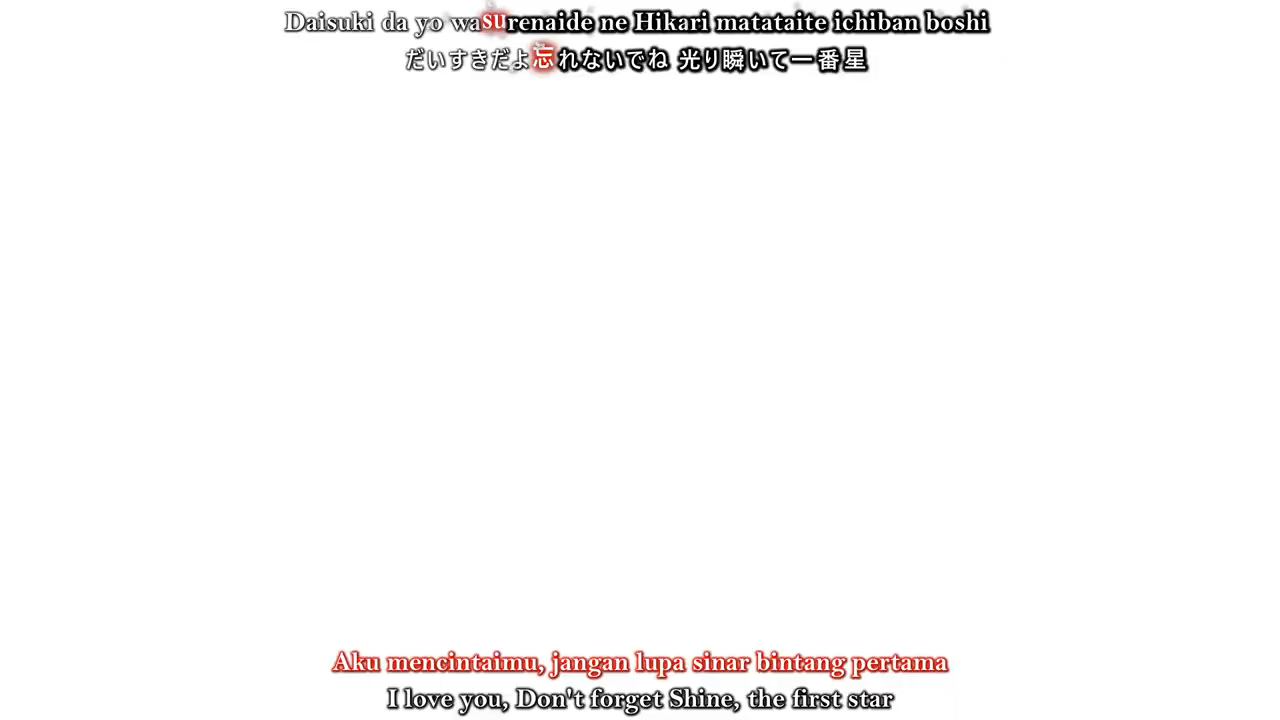 Daisuki da yo wasurenaide ne Hikari matataite ichiban boshi
だいすきだよ忘れないでね 光り瞬いて一番星
Aku mencintaimu, jangan lupa sinar bintang pertama
I love you, Don't forget Shine, the first star